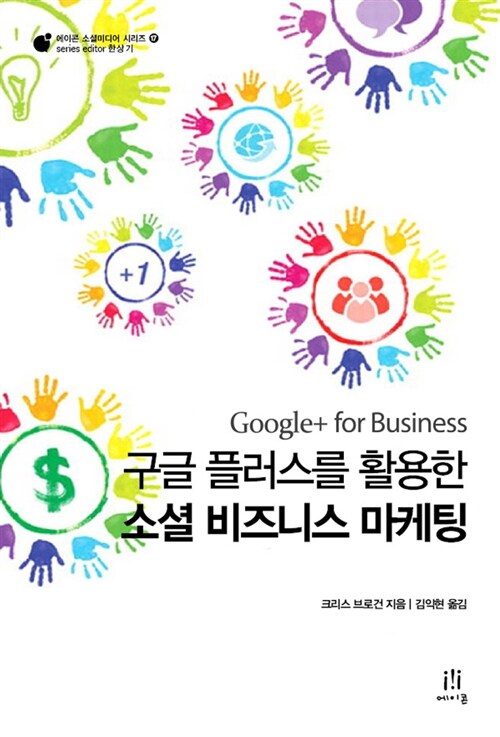 에이콘 소셜미디어 시리즈 17
series editor 한상기
+1
$
Google+ for Business
구글 플러스를 활용한
소셜 비즈니스 마케팅
크리스 브로건 지음 | 김익현 옮김
에이콘